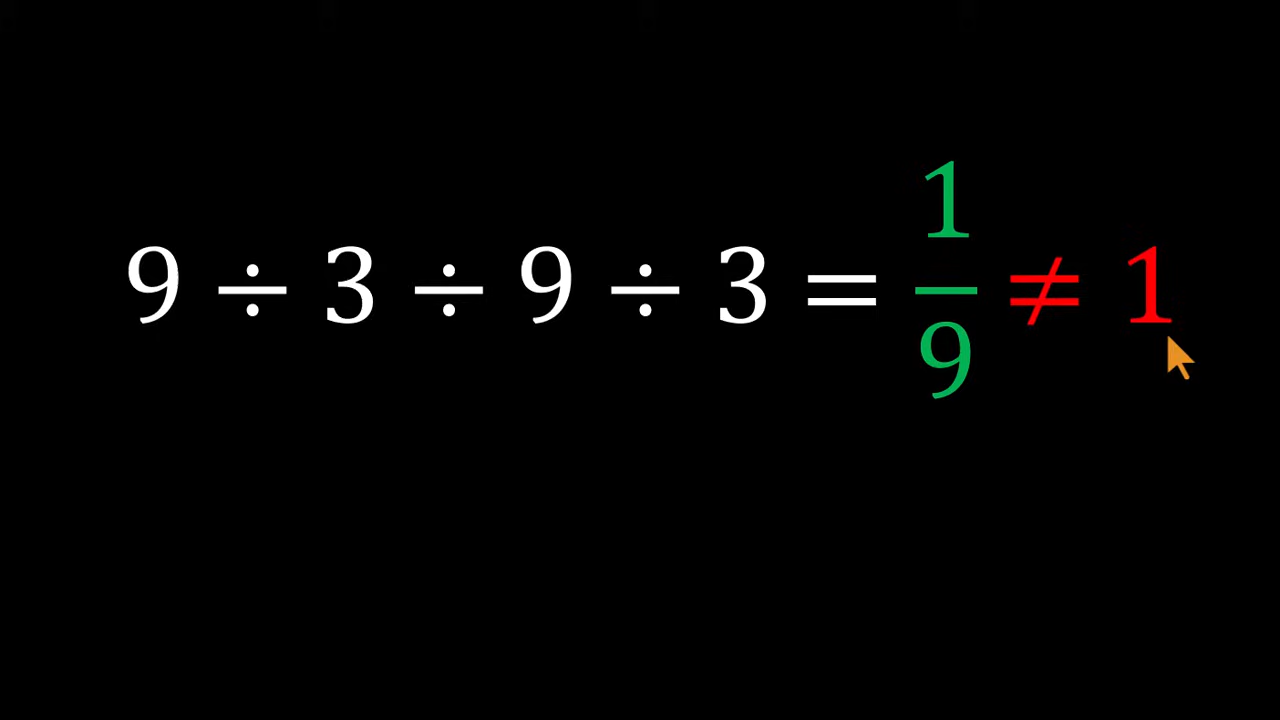 9 ÷ 3 ÷ 9 ÷ 3 = 1/9 ≠ 1